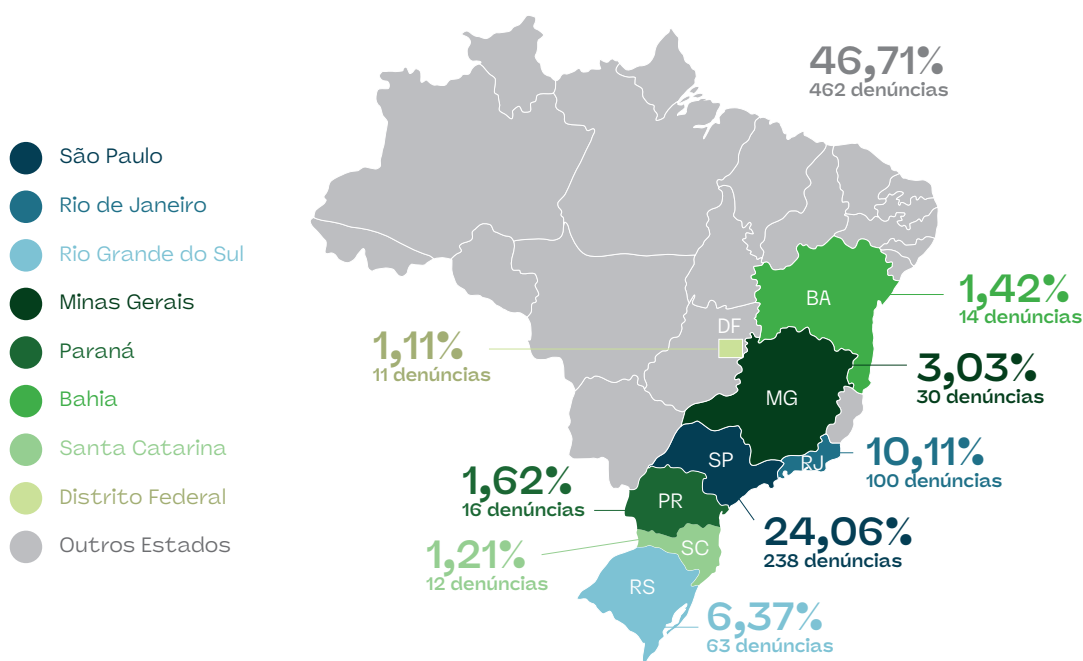 São Paulo
Rio de Janeiro
Rio Grande do Sul
Minas Gerais
Paraná
Bahia
Santa Catarina
Distrito Federal
Outros Estados
46,71%
462 denúncias
BA
1,42%
14 denúncias
DF
1,11%
11 denúncias
3,03%
30 denúncias
MG
RJ
10,11%
100 denúncias
SP
1,62%
16 denúncias
PR
24,06%
238 denúncias
1,21%
12 denúncias
SC
RS
6,37%
63 denúncias